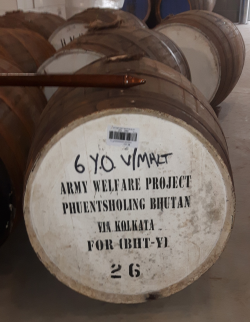 6 Y.O. V/MALT
ARMY WELFARE PROJECT
PHUENTSHOLING BHUTAN
VIA KOLKATA
FOR-(BHT-Y)
26